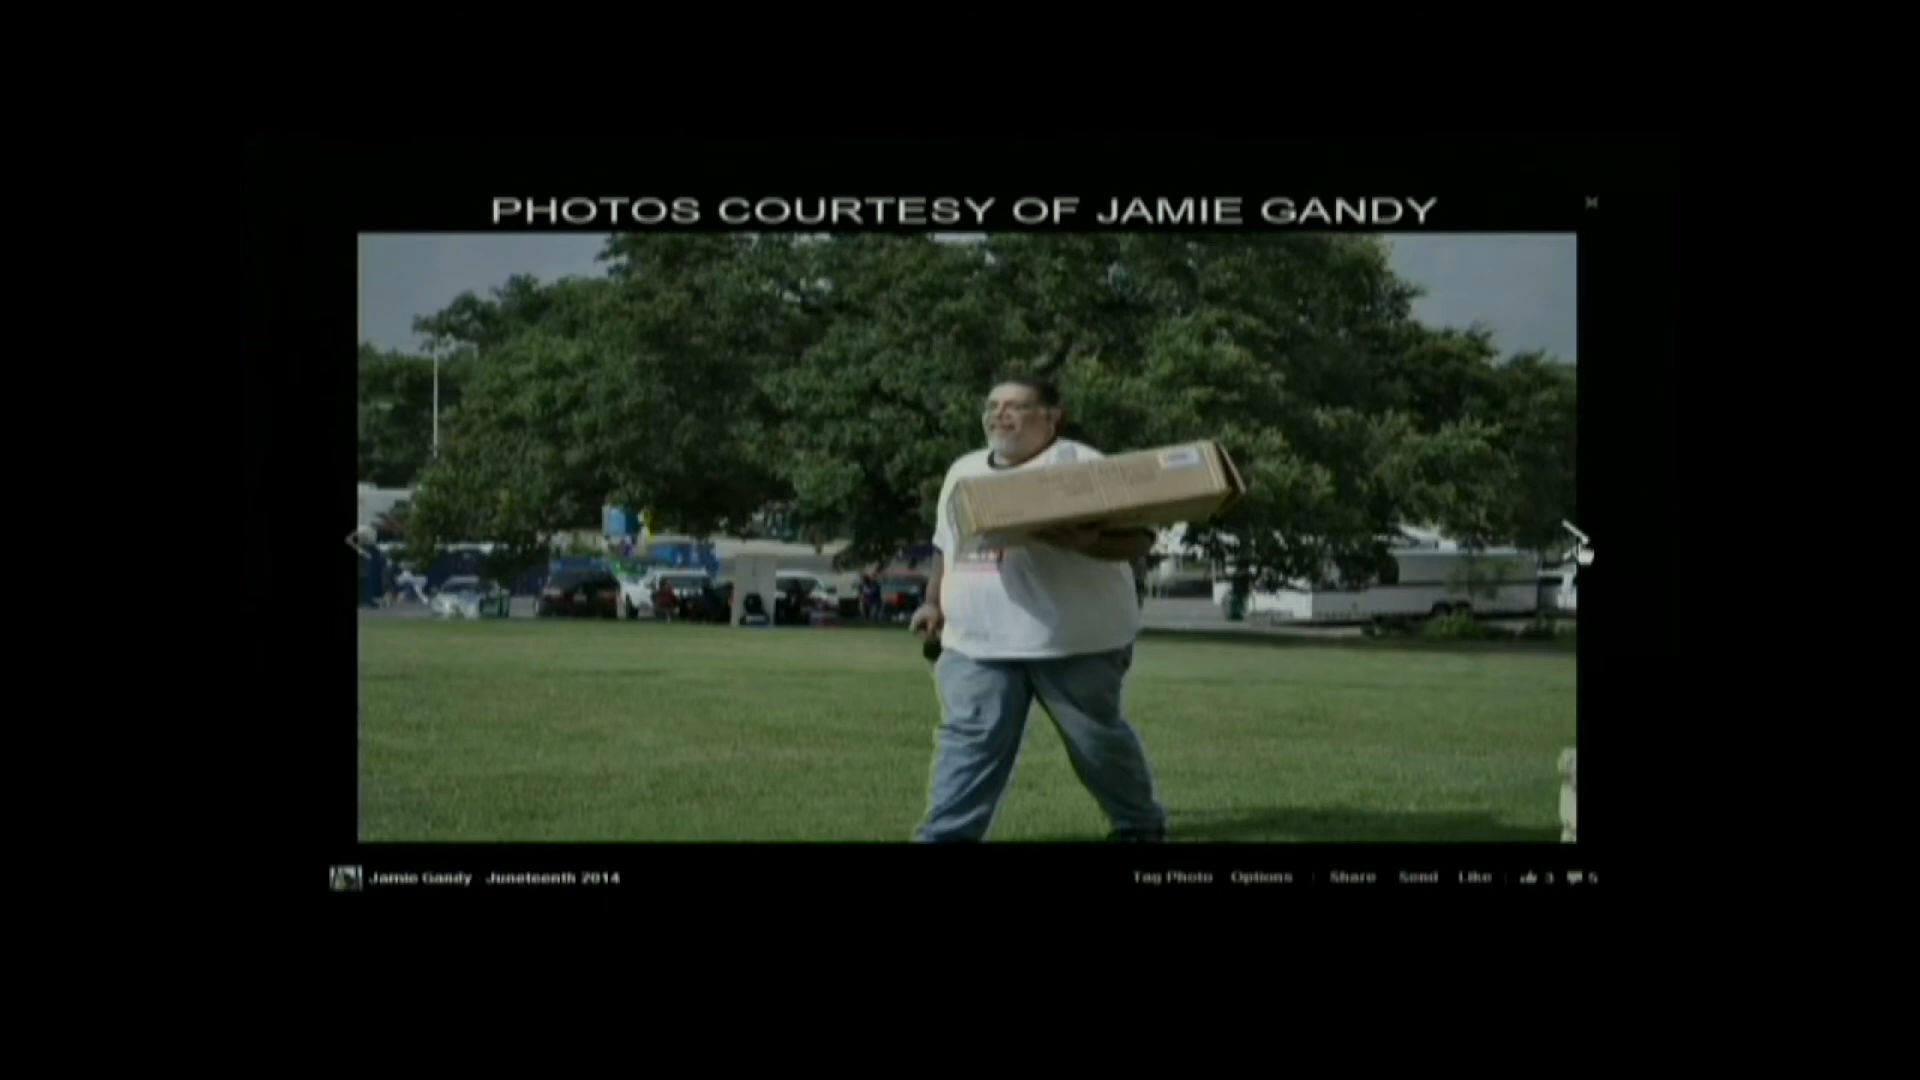 PHOTOS COURTESY OF JAMIE GANDY
Jamie Gandy Juneteenth 2014
Tag Photo Options Share Send Like 3 5